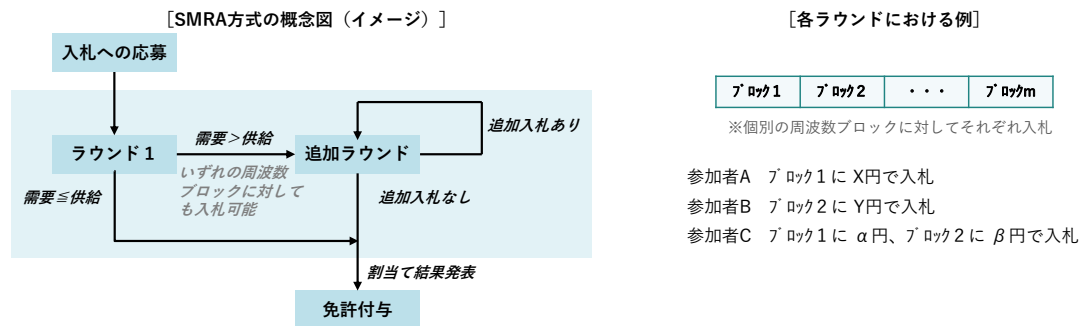 ［SMRA方式の概念図（イメージ）］
入札への応募
ラウンド１
需要＞供給
いずれの周波数
ブロックに対して
も入札可能
追加ラウンド
追加入札あり
需要≦供給
追加入札なし
割当て結果発表
免許付与
［各ラウンドにおける例］
ﾌﾞﾛｯｸ1
ﾌﾞﾛｯｸ2
・・・
ﾌﾞﾛｯｸm
※個別の周波数ブロックに対してそれぞれ入札
参加者A　ﾌﾞﾛｯｸ１に X円で入札
参加者B　ﾌﾞﾛｯｸ２に Y円で入札
参加者C　ﾌﾞﾛｯｸ1に α円、ﾌﾞﾛｯｸ２に β円で入札